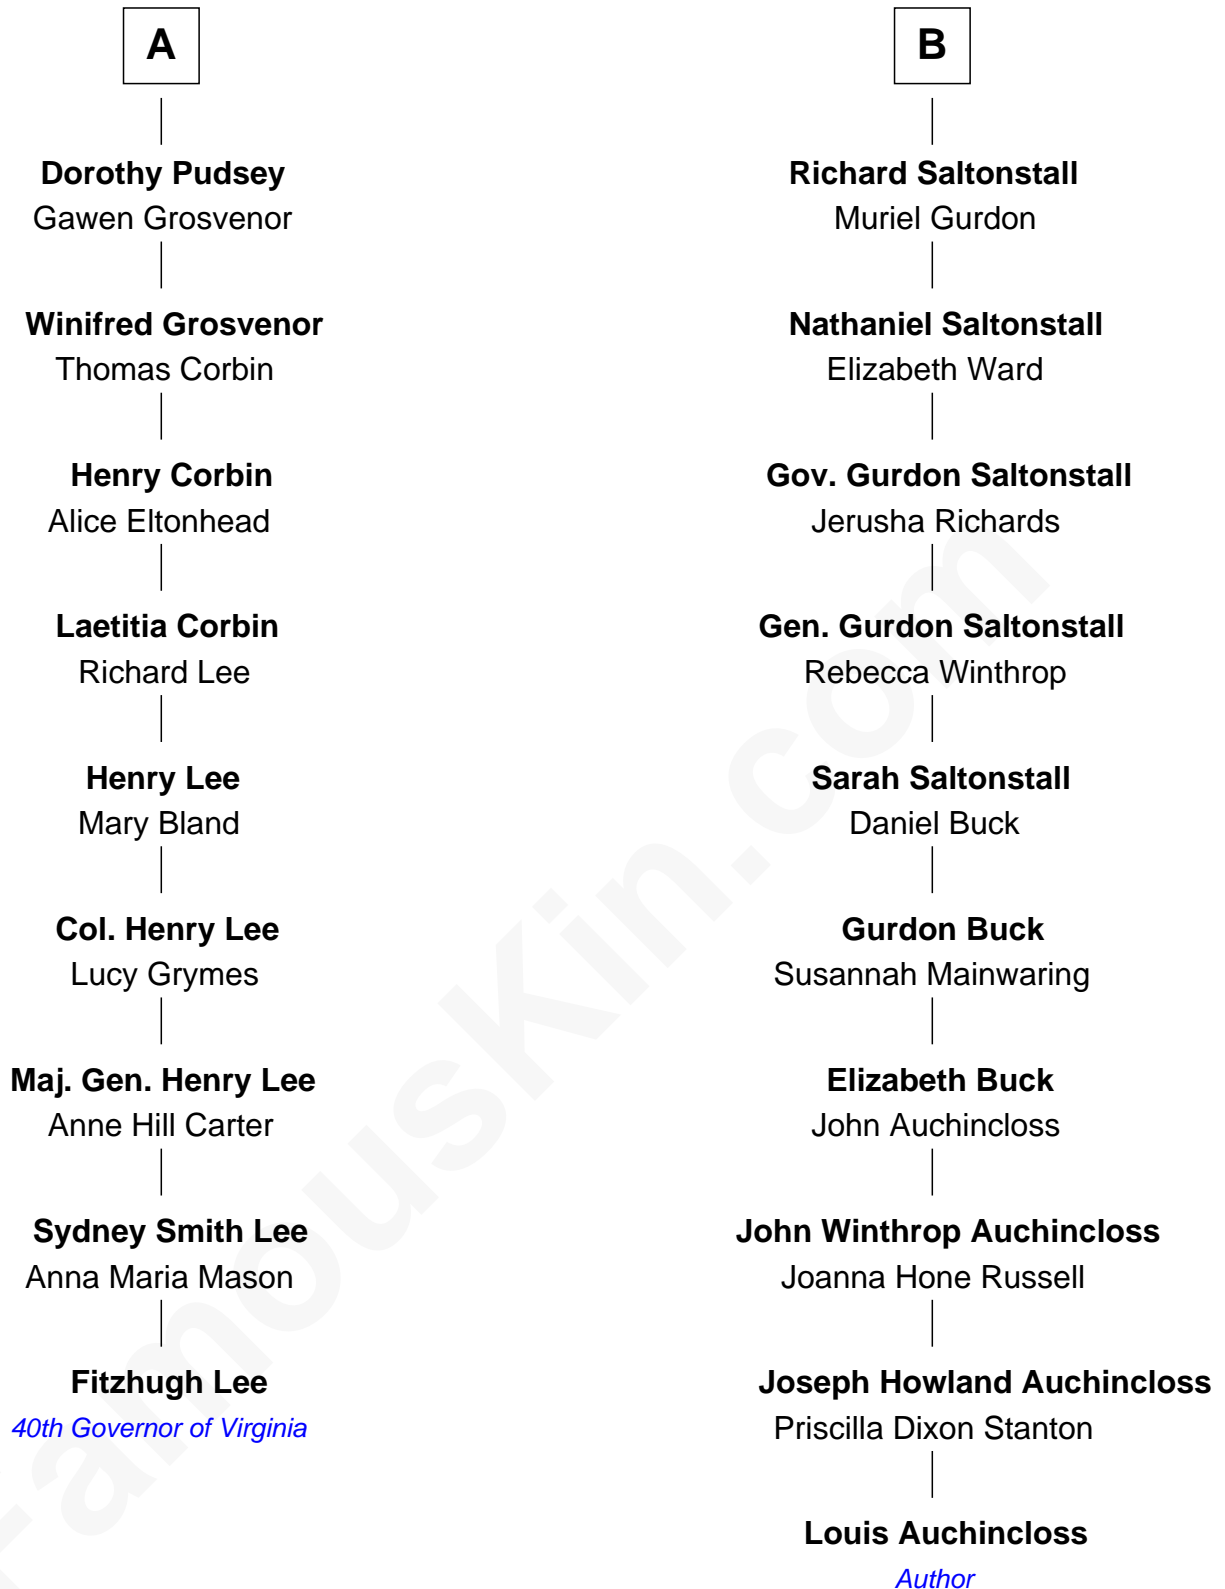 A
Dorothy Pudsey
Gawen Grosvenor
Winifred Grosvenor
Thomas Corbin
Henry Corbin
Alice Eltonhead
Laetitia Corbin
Richard Lee
Henry Lee
Mary Bland
Col. Henry Lee
Lucy Grymes
Maj. Gen. Henry Lee
Anne Hill Carter
Sydney Smith Lee
Anna Maria Mason
Fitzhugh Lee
40th Governor of Virginia
B
Richard Saltonstall
Muriel Gurdon
Nathaniel Saltonstall
Elizabeth Ward
Gov. Gurdon Saltonstall
Jerusha Richards
Gen. Gurdon Saltonstall
Rebecca Winthrop
Sarah Saltonstall
Daniel Buck
Gurdon Buck
Susannah Mainwaring
Elizabeth Buck
John Auchincloss
John Winthrop Auchincloss
Joanna Hone Russell
Joseph Howland Auchincloss
Priscilla Dixon Stanton
Louis Auchincloss
Author
FamousKin.com